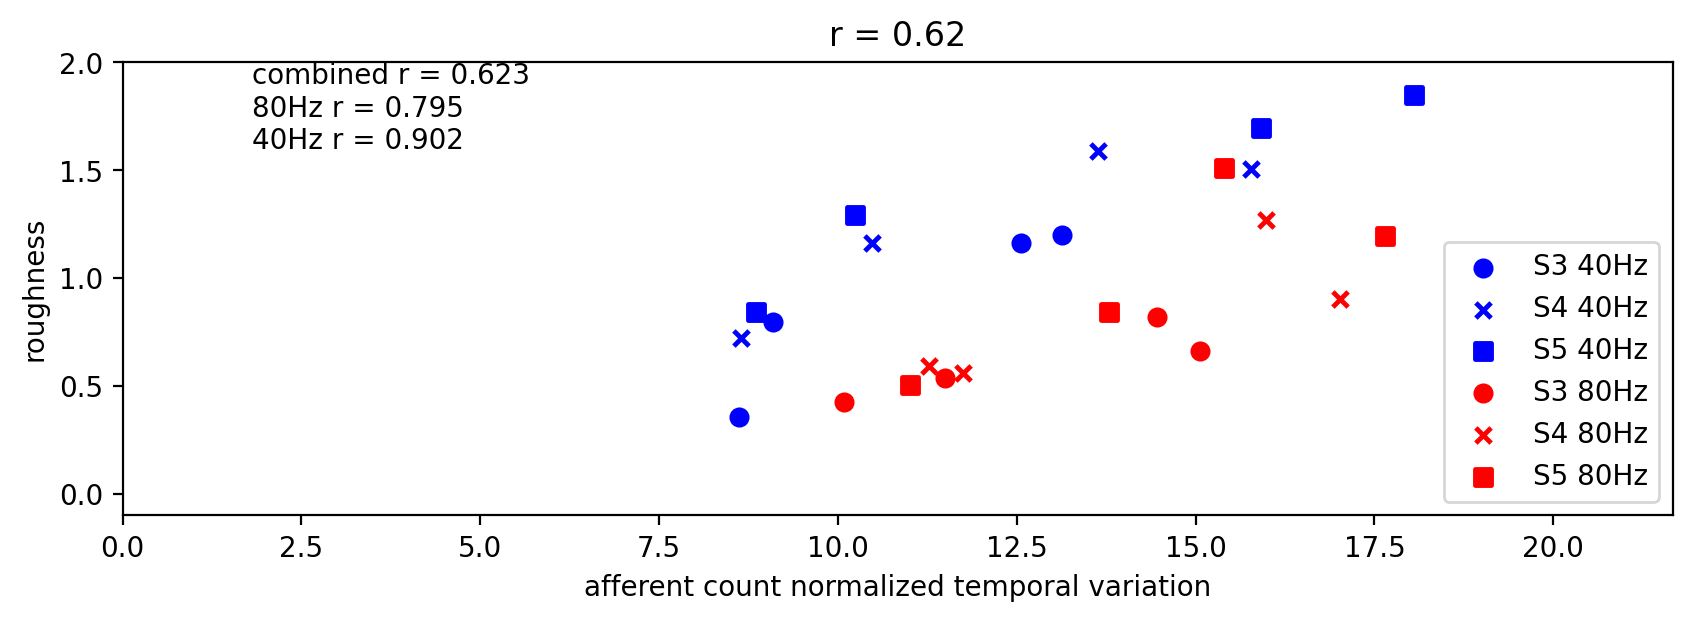 r = 0.62
combined r = 0.623
80Hz r = 0.795
40Hz r = 0.902
roughness
2.0
1.5
1.0
0.5
0.0
0.0 2.5 5.0 7.5 10.0 12.5 15.0 17.5 20.0
afferent count normalized temporal variation
S3 40Hz
S4 40Hz
S5 40Hz
S3 80Hz
S4 80Hz
S5 80Hz